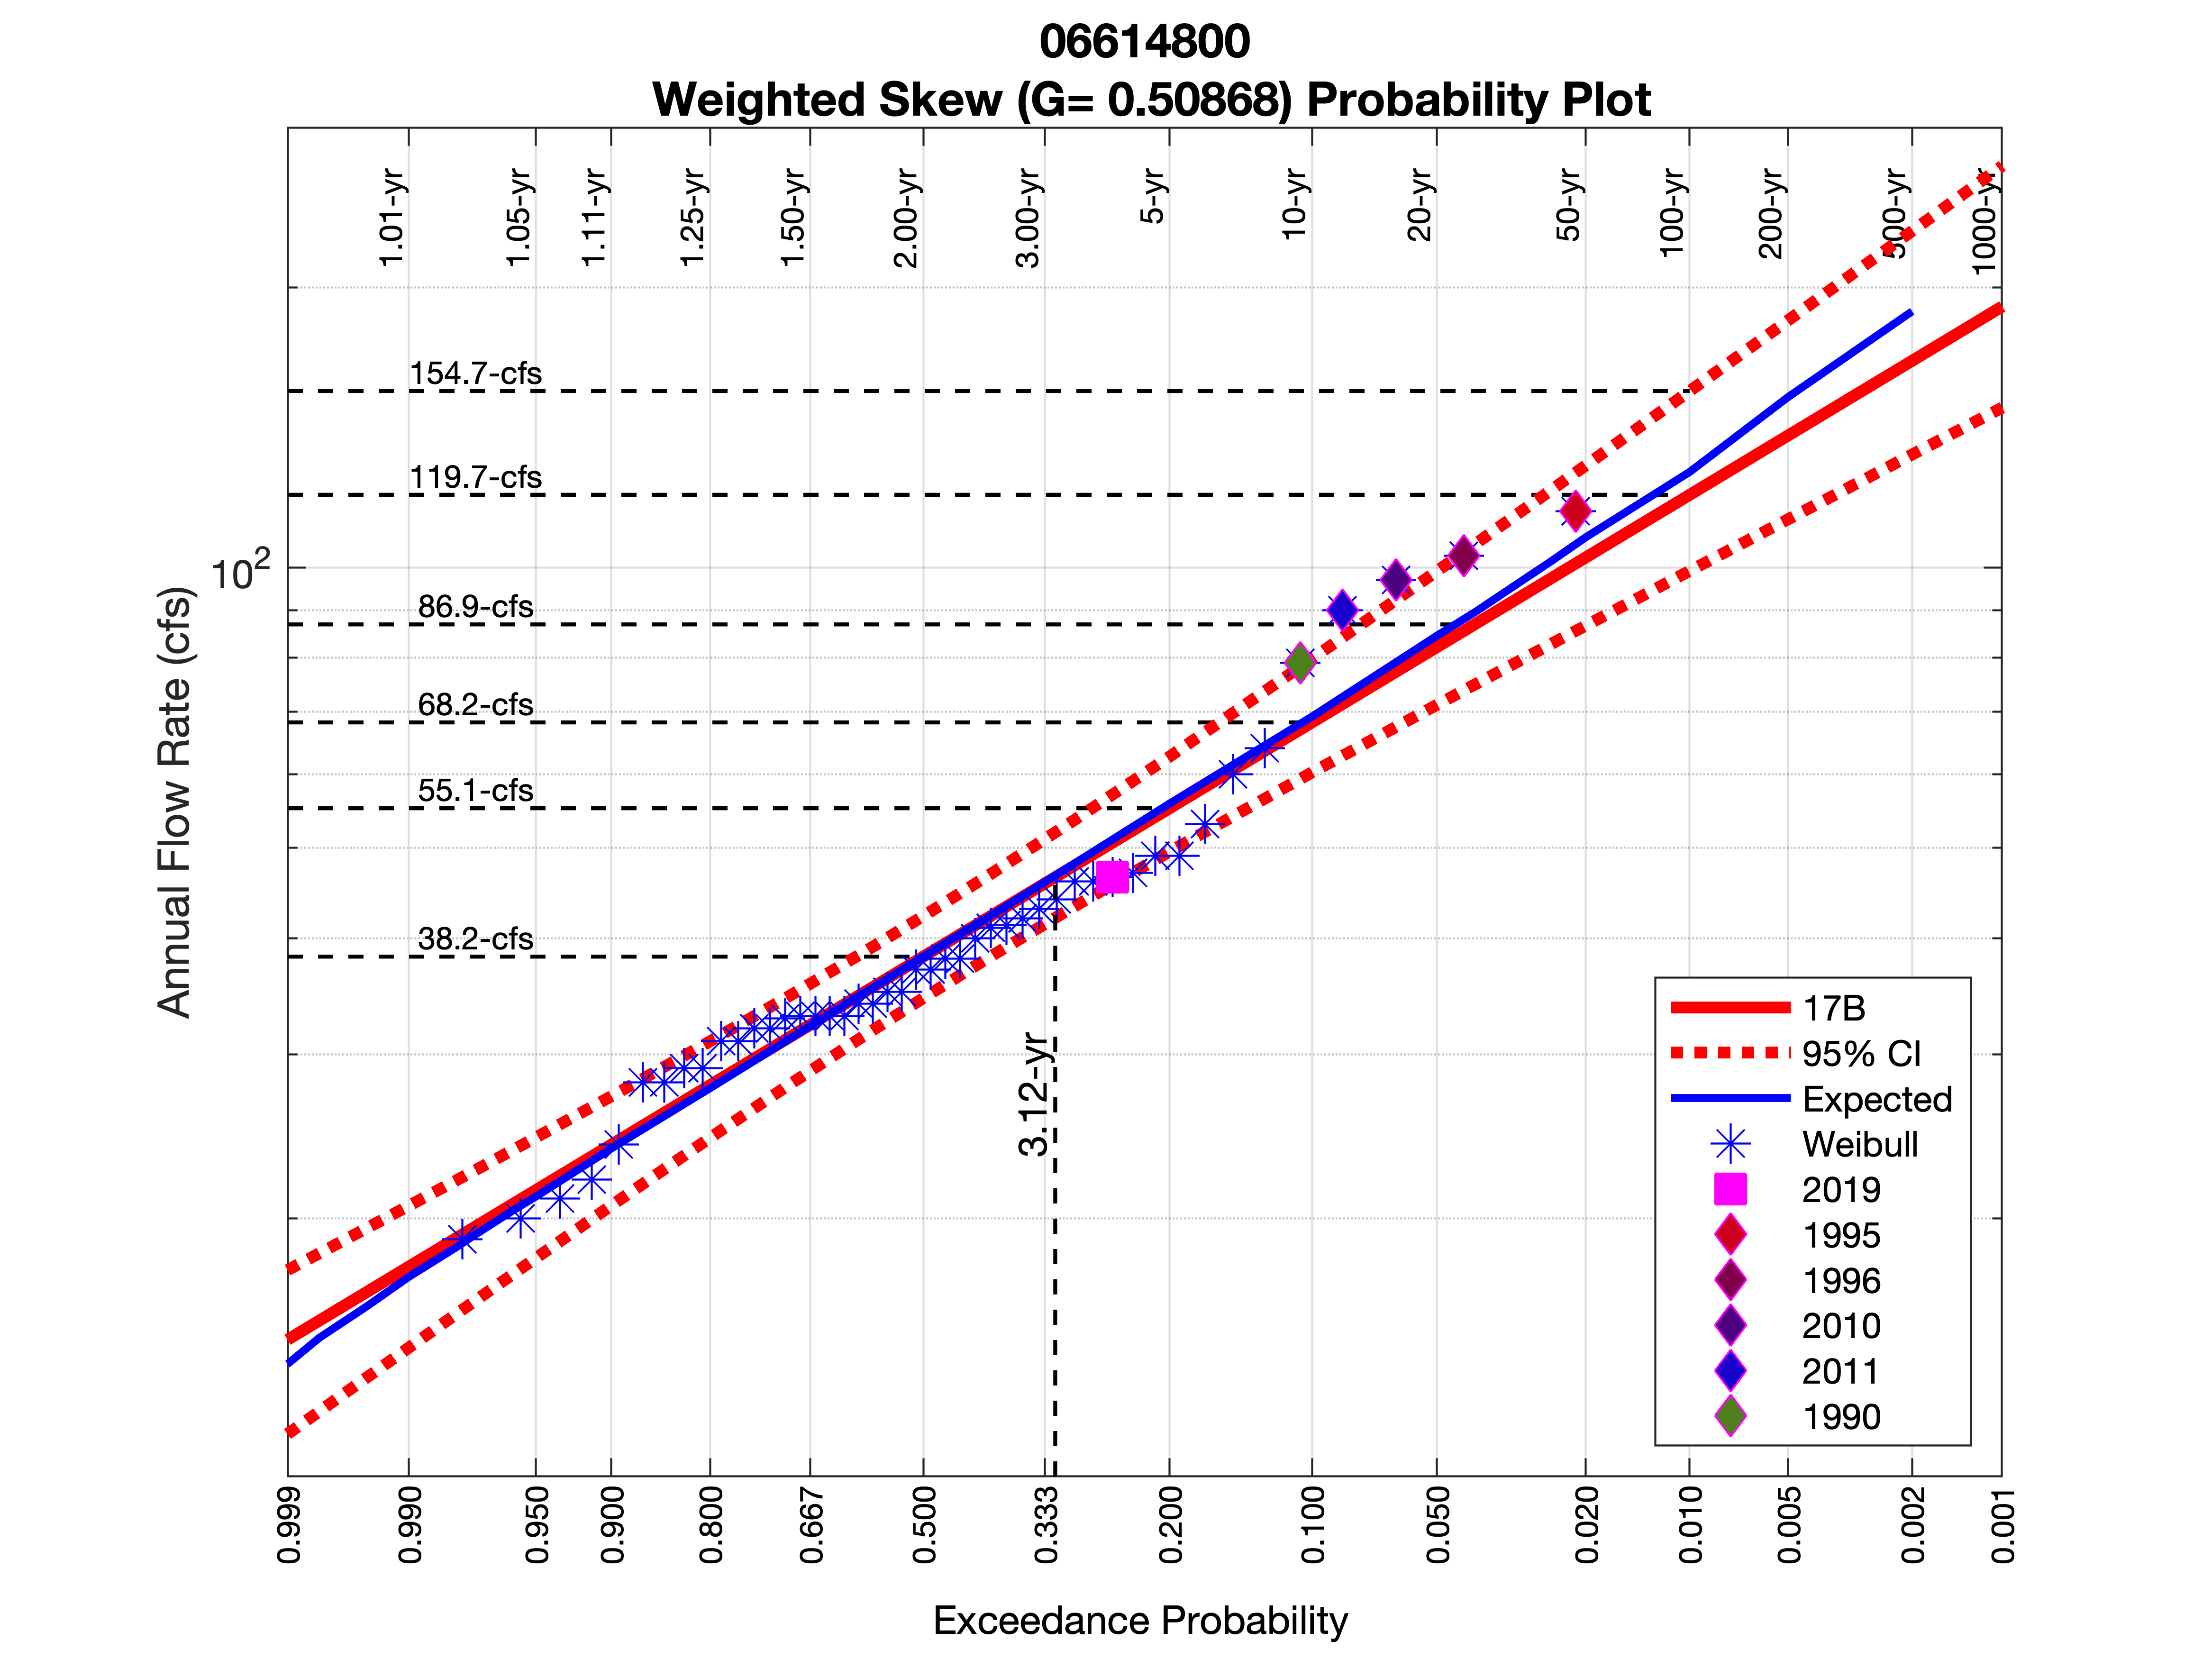 06614800
Weighted Skew (G= 0.50868) Probability Plot
1.01-yr
1.05-yr
1.11-yr
1.25-yr
1.50-yr
2.00-yr
3.00-yr
5-yr
10-yr
20-yr
50-yr
100-yr
200-yr
500-yr
1000-yr
154.7-cfs
119.7-cfs
86.9-cfs
68.2-cfs
55.1-cfs
38.2-cfs
10²
Annual Flow Rate (cfs)
3.12-yr
17B
95% CI
Expected
Weibull
2019
1995
1996
2010
2011
1990
0.999
0.990
0.950
0.900
0.800
0.667
0.500
0.333
0.200
0.100
0.050
0.020
0.010
0.005
0.002
0.001
Exceedance Probability